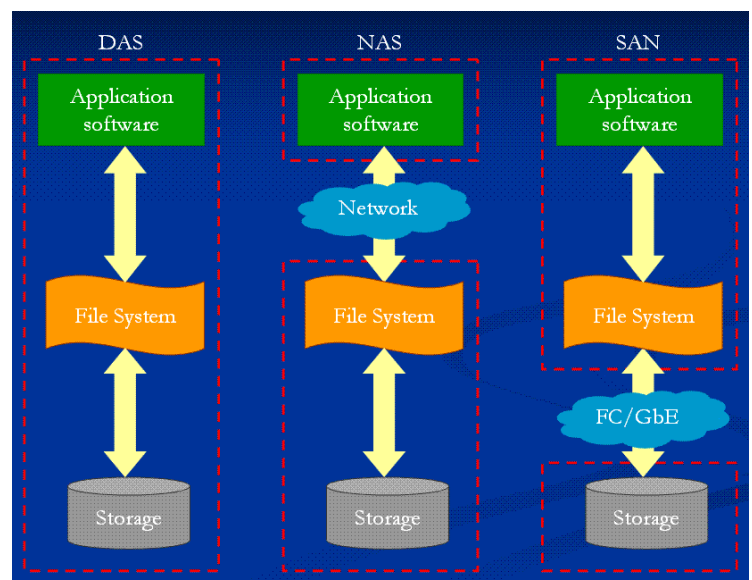 DAS
NAS
SAN
Application
software
Application
software
Application
software
Network
File System
File System
File System
FC/GbE
Storage
Storage
Storage